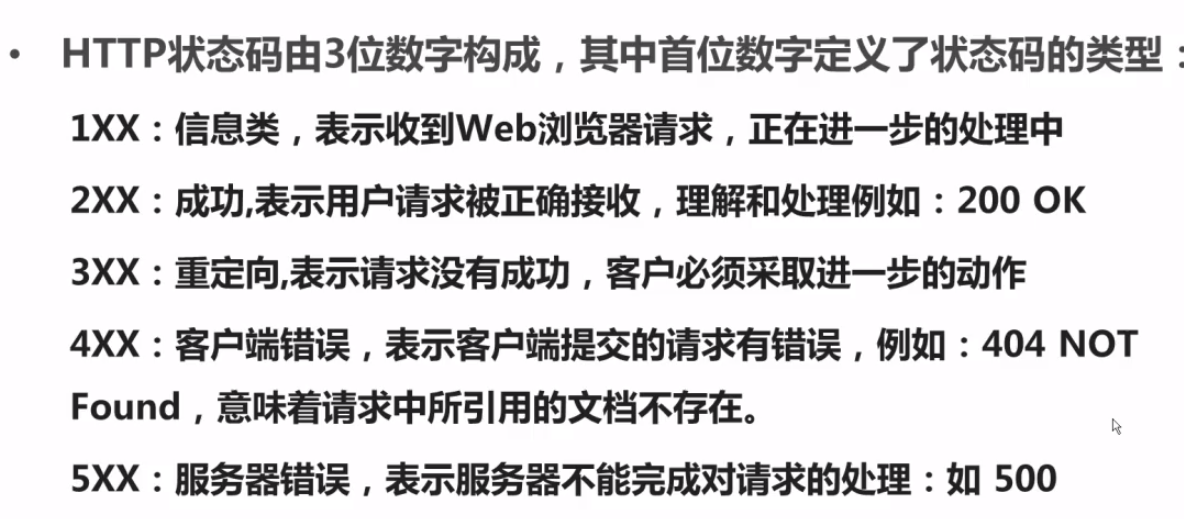 • HTTP状态码由3位数字构成，其中首位数字定义了状态码的类型：
1XX：信息类，表示收到Web浏览器请求，正在进一步的处理中
2XX：成功,表示用户请求被正确接收，理解和处理例如：200 OK
3XX：重定向,表示请求没有成功，客户必须采取进一步的动作
4XX：客户端错误，表示客户端提交的请求有错误，例如：404 NOT
Found，意味着请求中所引用的文档不存在。
5XX：服务器错误，表示服务器不能完成对请求的处理：如 500